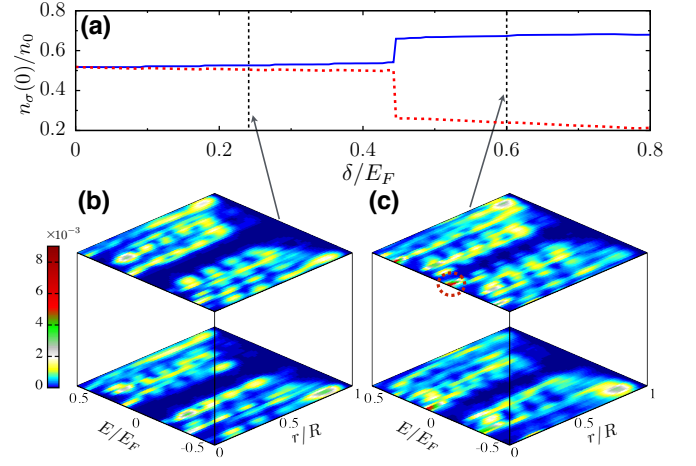 (a)
n_σ(0)/n_0
0.8
0.6
0.4
0.2
0 0.2 0.4 0.6 0.8
δ/E_F
(b) (c)
×10^−3
8
6
4
2
0
0.5 0 -0.5 0 0.5 1
E/E_F r/R
0.5 0 -0.5 0 0.5 1
E/E_F r/R